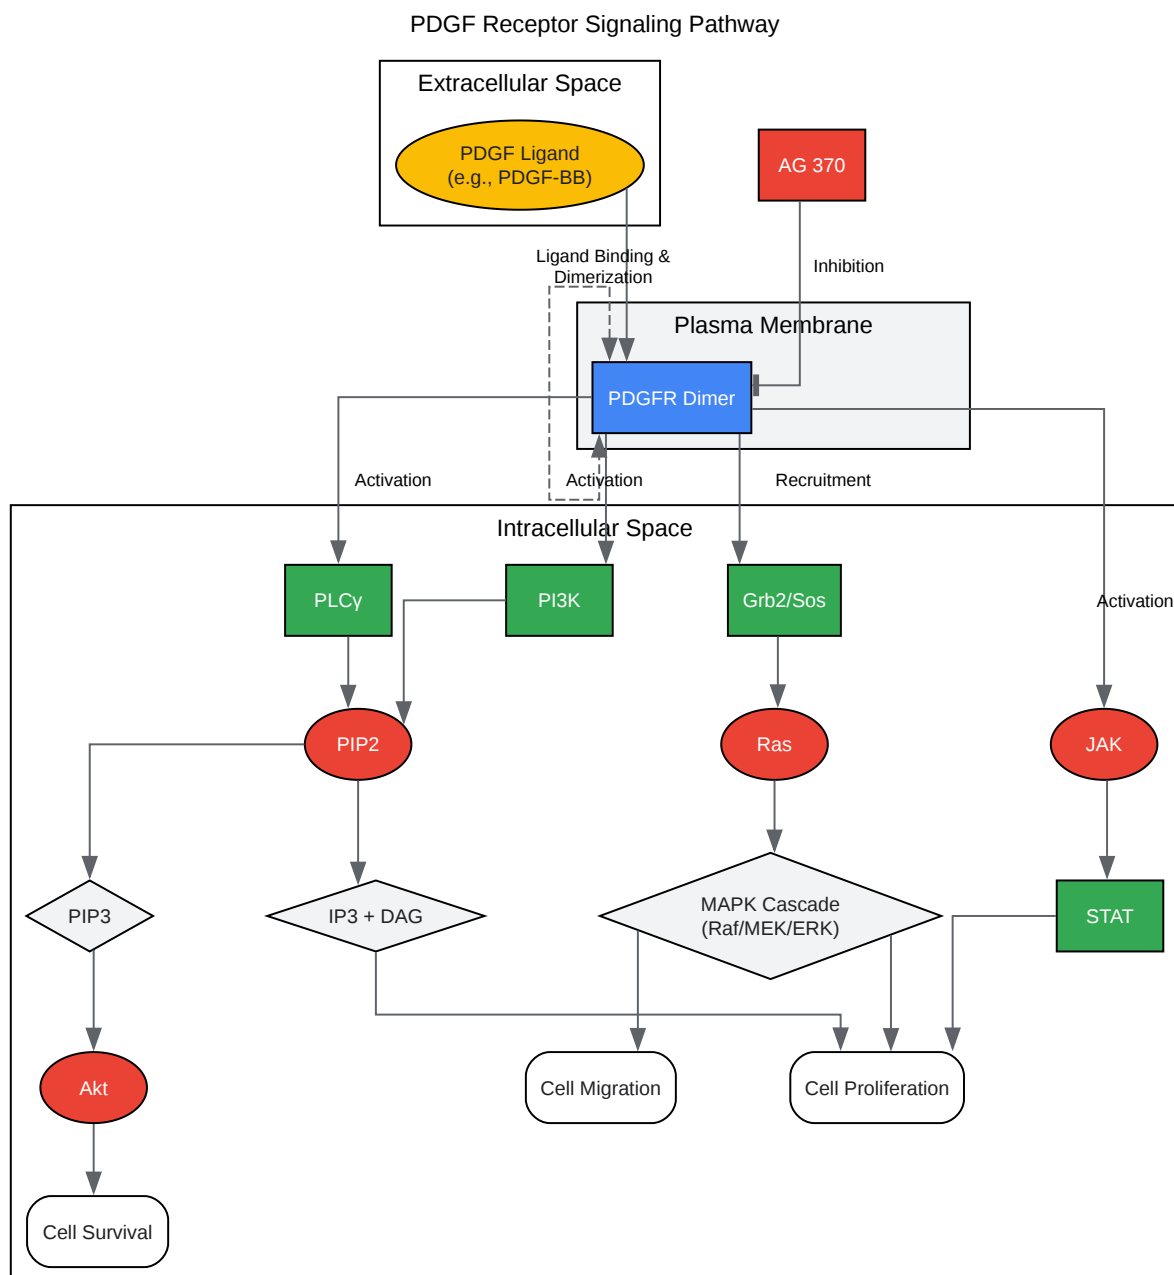 PDGF Receptor Signaling Pathway
Extracellular Space
PDGF Ligand
(e.g., PDGF-BB)
AG 370
Ligand Binding &
Dimerization
Inhibition
Plasma Membrane
PDGFR Dimer
Activation
Activation
Recruitment
Intracellular Space
PLCγ
PI3K
Grb2/Sos
Activation
PIP2
Ras
JAK
PIP3
IP3 + DAG
MAPK Cascade
(Raf/MEK/ERK)
STAT
Akt
Cell Migration
Cell Proliferation
Cell Survival